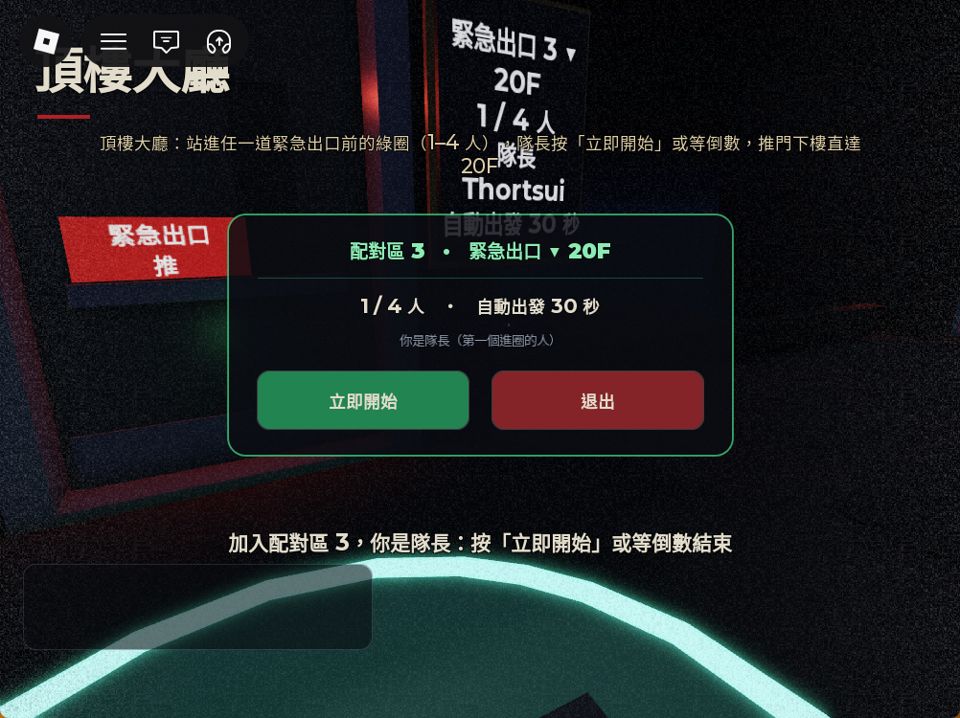 頂樓大廳
緊急出口 3 ▼
20F
1 / 4 人
隊長
Thortsui
自動出發 30 秒
頂樓大廳：站進任一道緊急出口前的綠圈（1–4 人），隊長按「立即開始」或等倒數，推門下樓直達
20F
緊急出口
推
配對區 3 • 緊急出口 ▼ 20F
1 / 4 人 • 自動出發 30 秒
你是隊長（第一個進圈的人）
立即開始
退出
加入配對區 3，你是隊長：按「立即開始」或等倒數結束